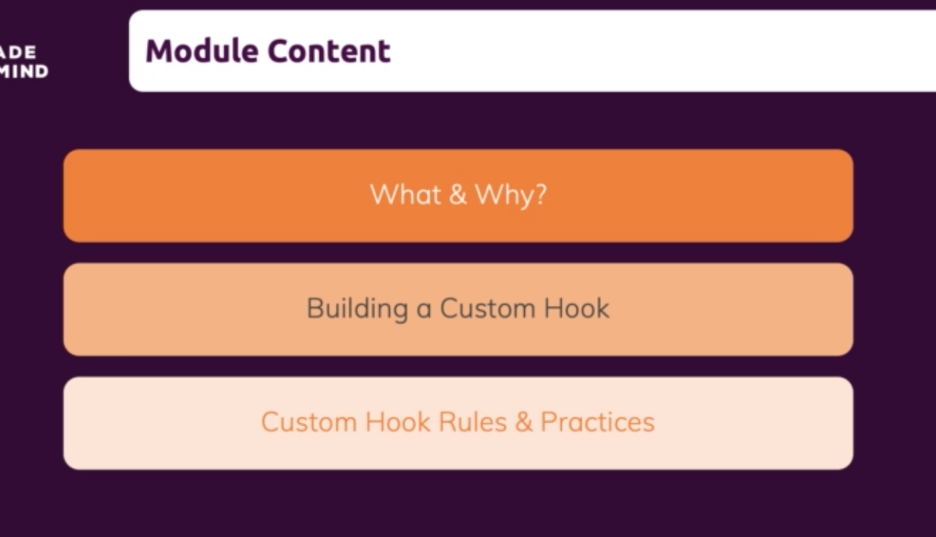 ADE
MIND
Module Content
What & Why?
Building a Custom Hook
Custom Hook Rules & Practices